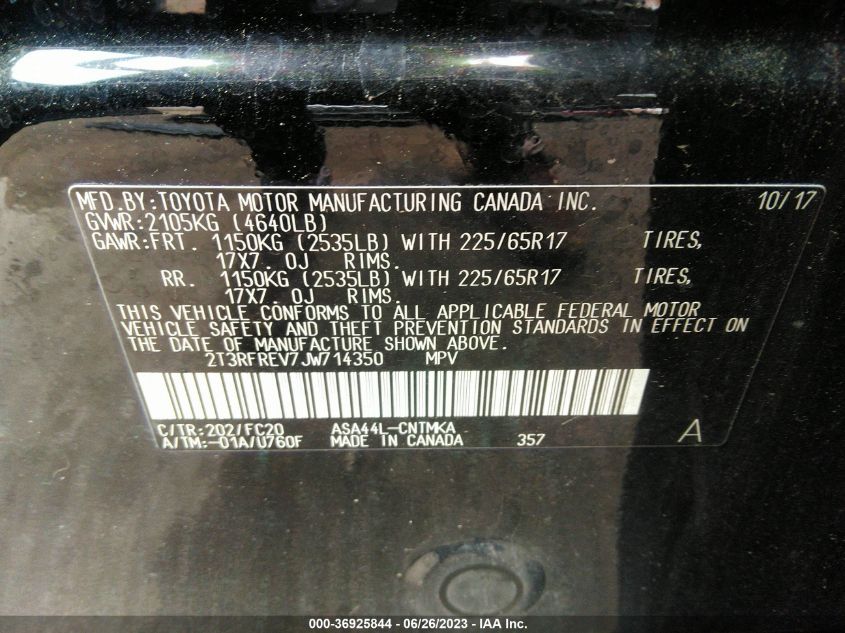 MFD.BY:TOYOTA MOTOR MANUFACTURING CANADA INC. 10/17
GVWR:2105KG (4640LB)
GAWR:FRT. 1150KG (2535LB) WITH 225/65R17 TIRES,
17X7.0J RIMS.
RR. 1150KG (2535LB) WITH 225/65R17 TIRES,
17X7.0J RIMS.
THIS VEHICLE CONFORMS TO ALL APPLICABLE FEDERAL MOTOR
VEHICLE SAFETY AND THEFT PREVENTION STANDARDS IN EFFECT ON
THE DATE OF MANUFACTURE SHOWN ABOVE.
2T3RFREV7JW714350 MPV
C/TR:202/FC20 ASA44L-CNTMKA
A/TM:-01A/U760F MADE IN CANADA 357 A
000-36925844 - 06/26/2023 - IAA Inc.